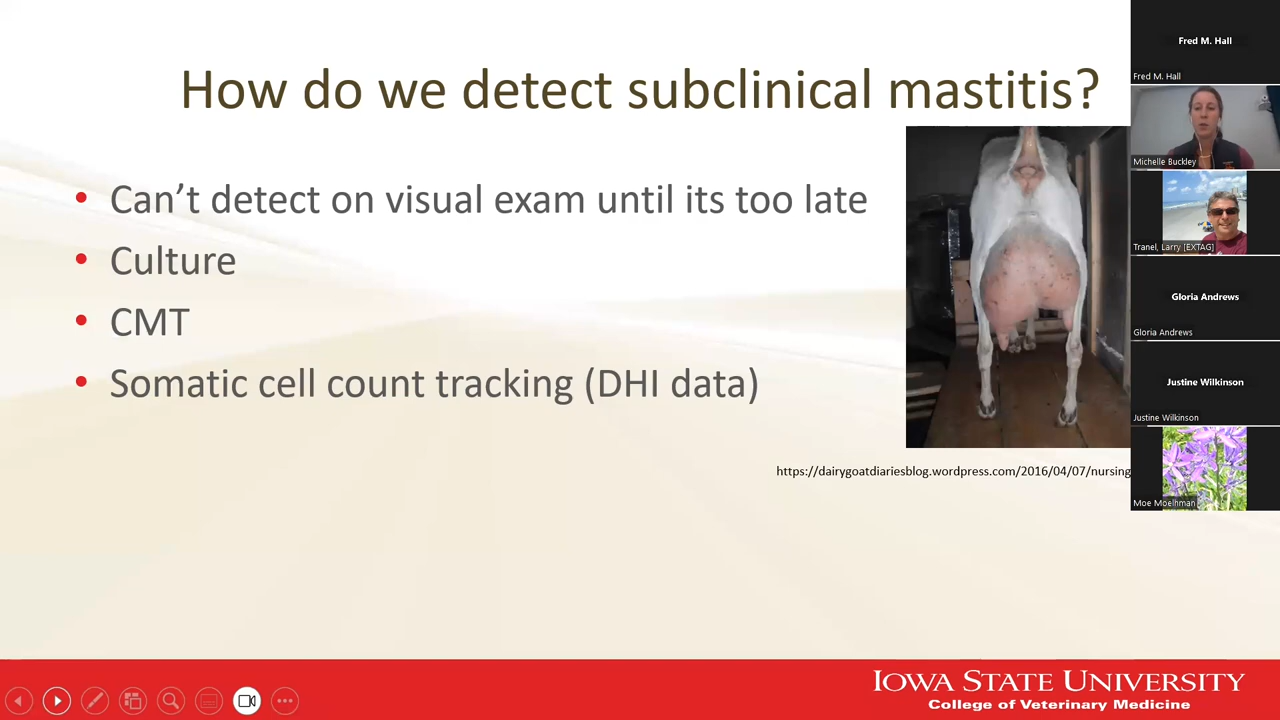 How do we detect subclinical mastitis?
• Can’t detect on visual exam until its too late
• Culture
• CMT
• Somatic cell count tracking (DHI data)
https://dairygoatdiariesblog.wordpress.com/2016/04/07/nursing
IOWA STATE UNIVERSITY
College of Veterinary Medicine
Fred M. Hall
Fred M. Hall
Michelle Buckley
Tranel, Larry [EXTAG]
Gloria Andrews
Gloria Andrews
Justine Wilkinson
Justine Wilkinson
Moe Moelhman